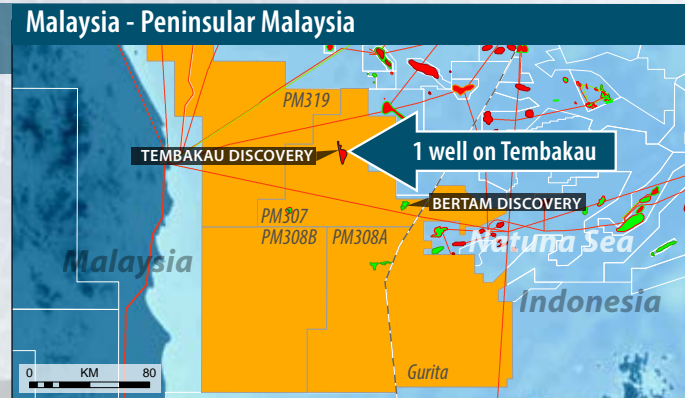 Malaysia - Peninsular Malaysia
PM319
TEMBAKAU DISCOVERY
1 well on Tembakau
BERTAM DISCOVERY
PM307
PM308B
PM308A
Natuna Sea
Malaysia
Indonesia
0 KM 80
Gurita